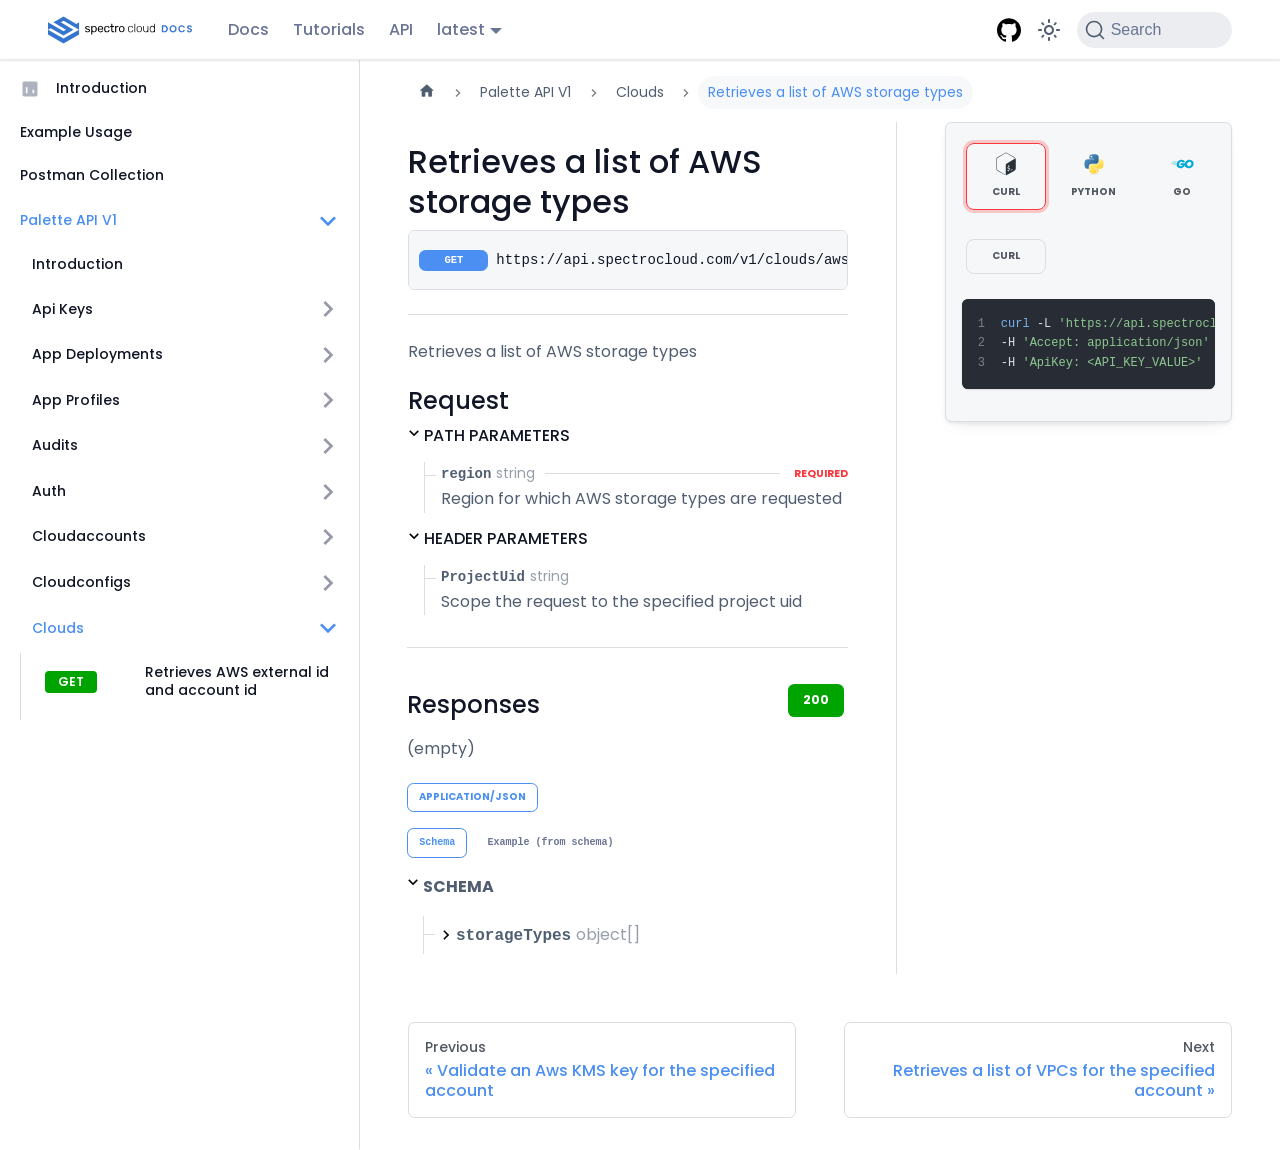 spectro cloud DOCS
Docs
Tutorials
API
latest
Search
Introduction
Example Usage
Postman Collection
Palette API V1
Introduction
Api Keys
App Deployments
App Profiles
Audits
Auth
Cloudaccounts
Cloudconfigs
Clouds
GET
Retrieves AWS external id
and account id
Palette API V1
Clouds
Retrieves a list of AWS storage types
Retrieves a list of AWS
storage types
GET https://api.spectrocloud.com/v1/clouds/aws
Retrieves a list of AWS storage types
Request
PATH PARAMETERS
region string REQUIRED
Region for which AWS storage types are requested
HEADER PARAMETERS
ProjectUid string
Scope the request to the specified project uid
Responses
200
(empty)
APPLICATION/JSON
Schema
Example (from schema)
SCHEMA
storageTypes object[]
CURL
PYTHON
GO
GO
CURL
1 curl -L 'https://api.spectrocl
2 -H 'Accept: application/json'
3 -H 'ApiKey: <API_KEY_VALUE>'
Previous
« Validate an Aws KMS key for the specified
account
Next
Retrieves a list of VPCs for the specified
account »